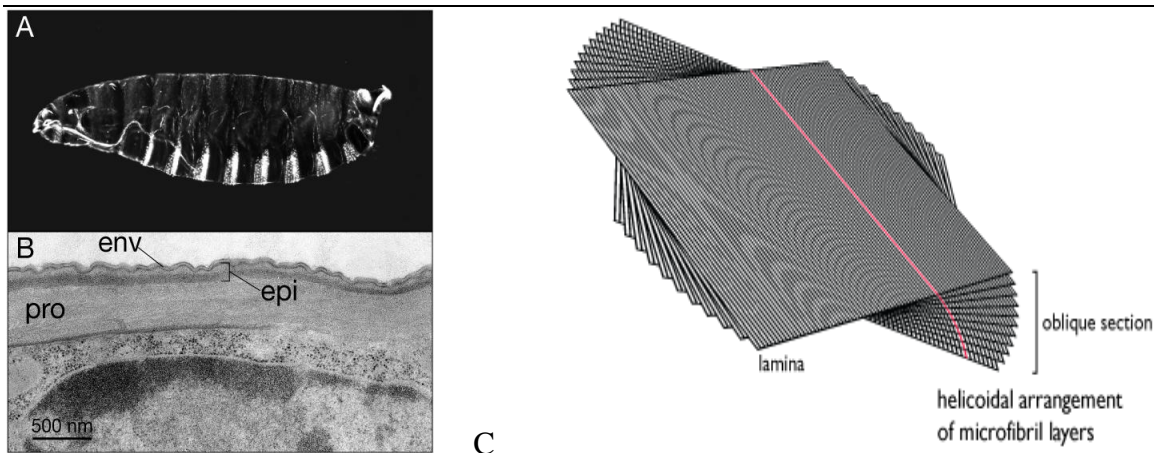 A
B
env
epi
pro
500 nm
C
lamina
oblique section
helicoidal arrangement
of microfibril layers